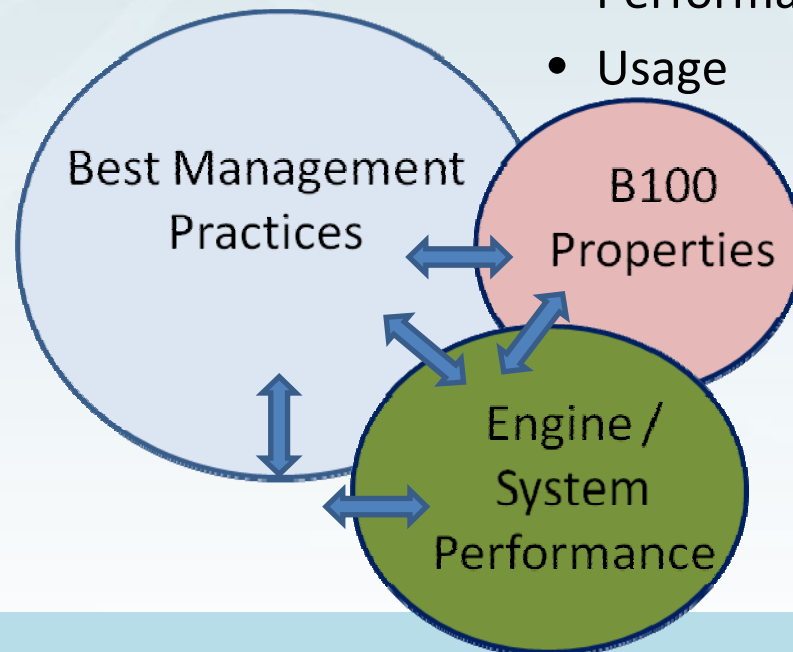 • Usage
Best Management
Practices
B100
Properties
Engine /
System
Performance